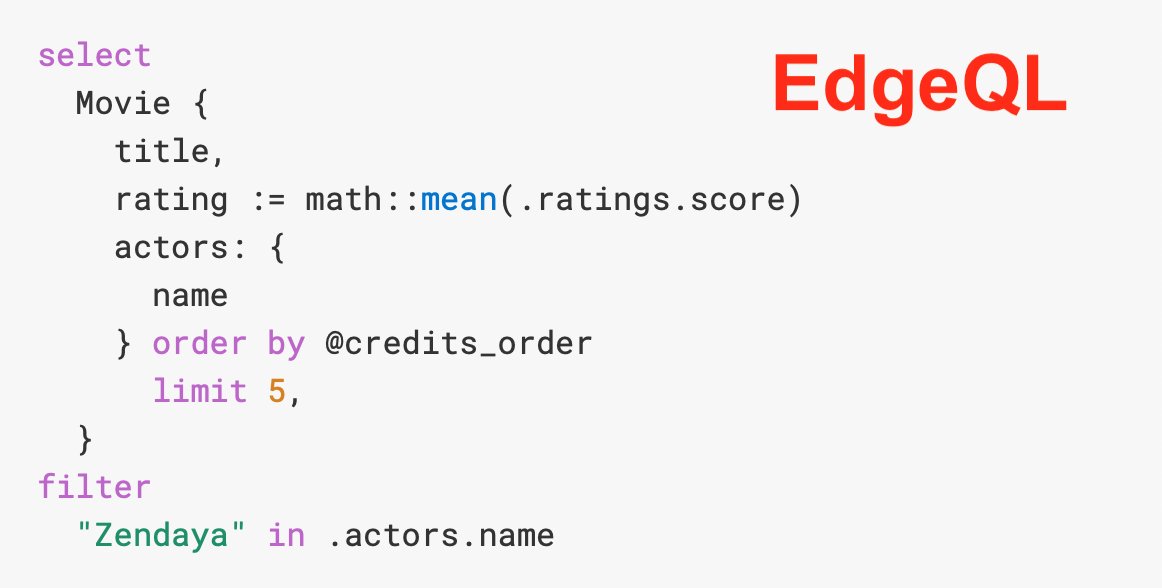 select
  Movie {
    title,
    rating := math::mean(.ratings.score)
    actors: {
      name
    } order by @credits_order
      limit 5,
  }
filter
  "Zendaya" in .actors.name
EdgeQL